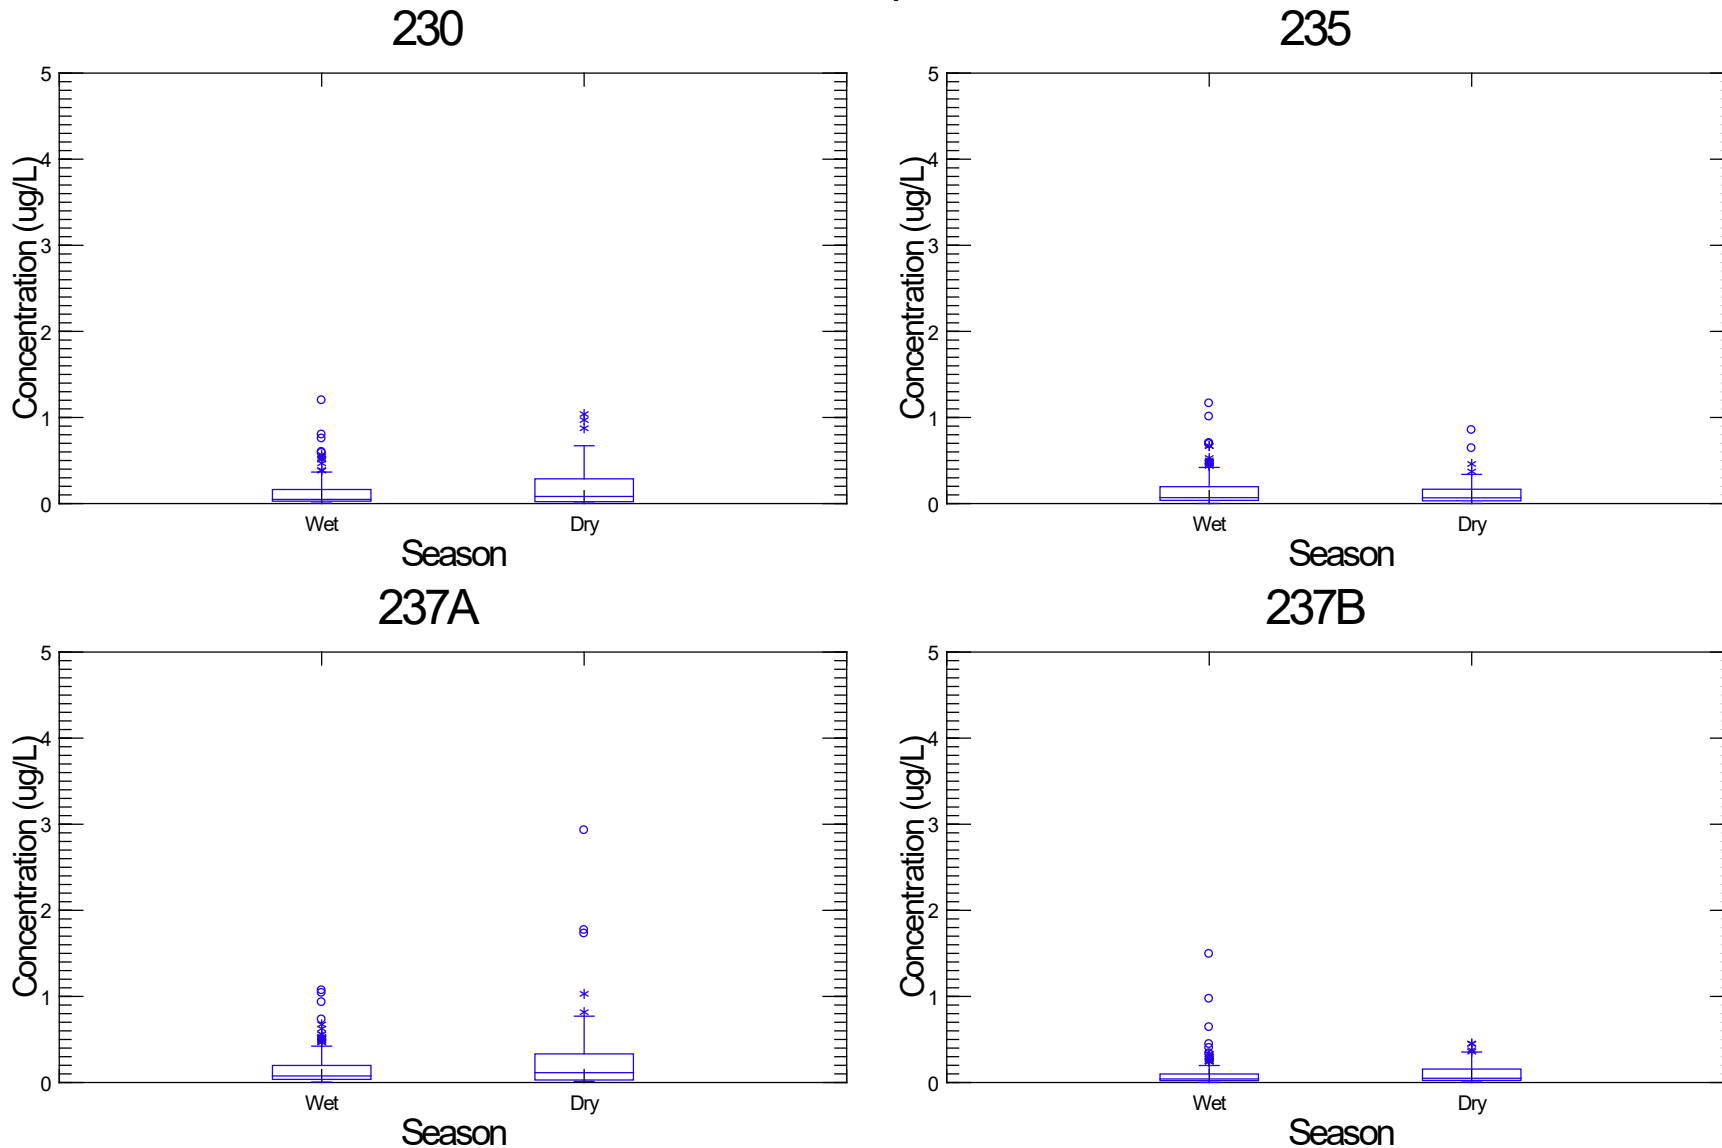 230
5
4
3
2
1
0
Concentration (ug/L)
Wet
Dry
Season
235
5
4
3
2
1
0
Concentration (ug/L)
Wet
Dry
Season
237A
5
4
3
2
1
0
Concentration (ug/L)
Wet
Dry
Season
237B
5
4
3
2
1
0
Concentration (ug/L)
Wet
Dry
Season